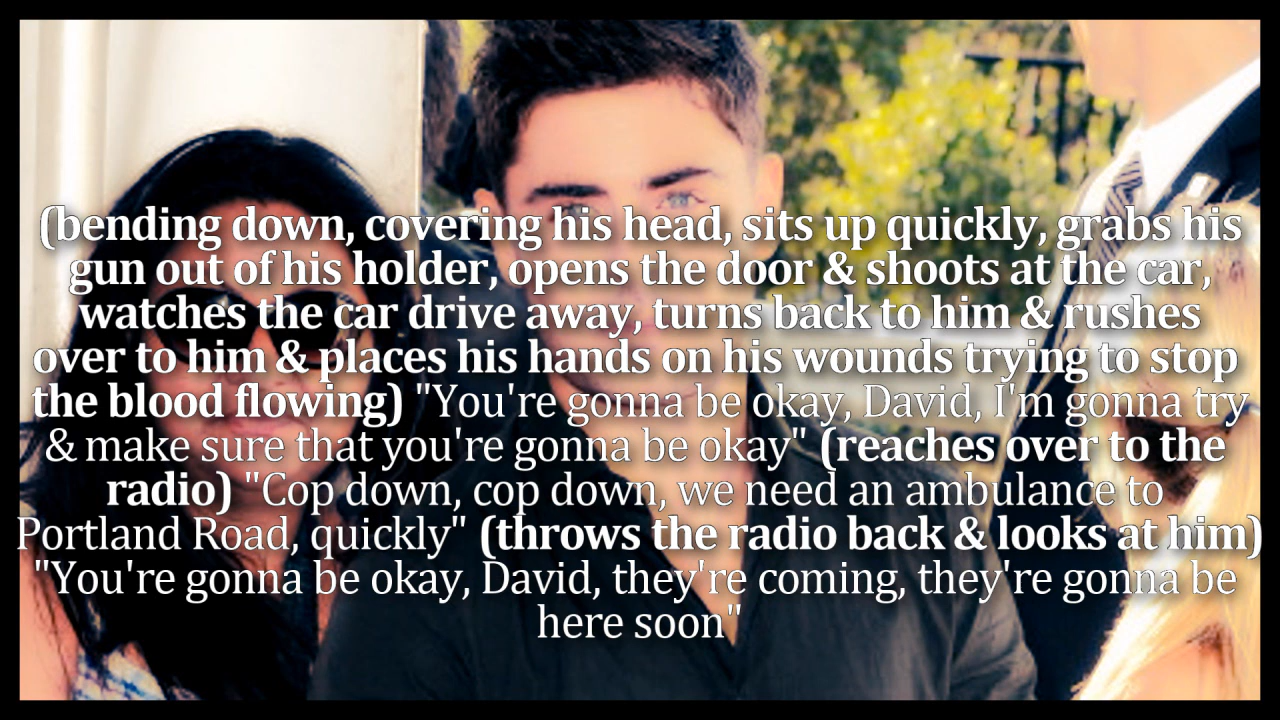 (bending down, covering his head, sits up quickly, grabs his
gun out of his holder, opens the door & shoots at the car,
watches the car drive away, turns back to him & rushes
over to him & places his hands on his wounds trying to stop
the blood flowing) "You're gonna be okay, David, I'm gonna try
& make sure that you're gonna be okay" (reaches over to the
radio) "Cop down, cop down, we need an ambulance to
Portland Road, quickly" (throws the radio back & looks at him)
"You're gonna be okay, David, they're coming, they're gonna be
here soon"